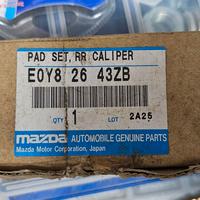 PAD SET, RR CALIPER
E0Y8 26 43ZB
QTY 1 LOT 2A25
mazda AUTOMOBILE GENUINE PARTS
Mazda Motor Corporation, Japan